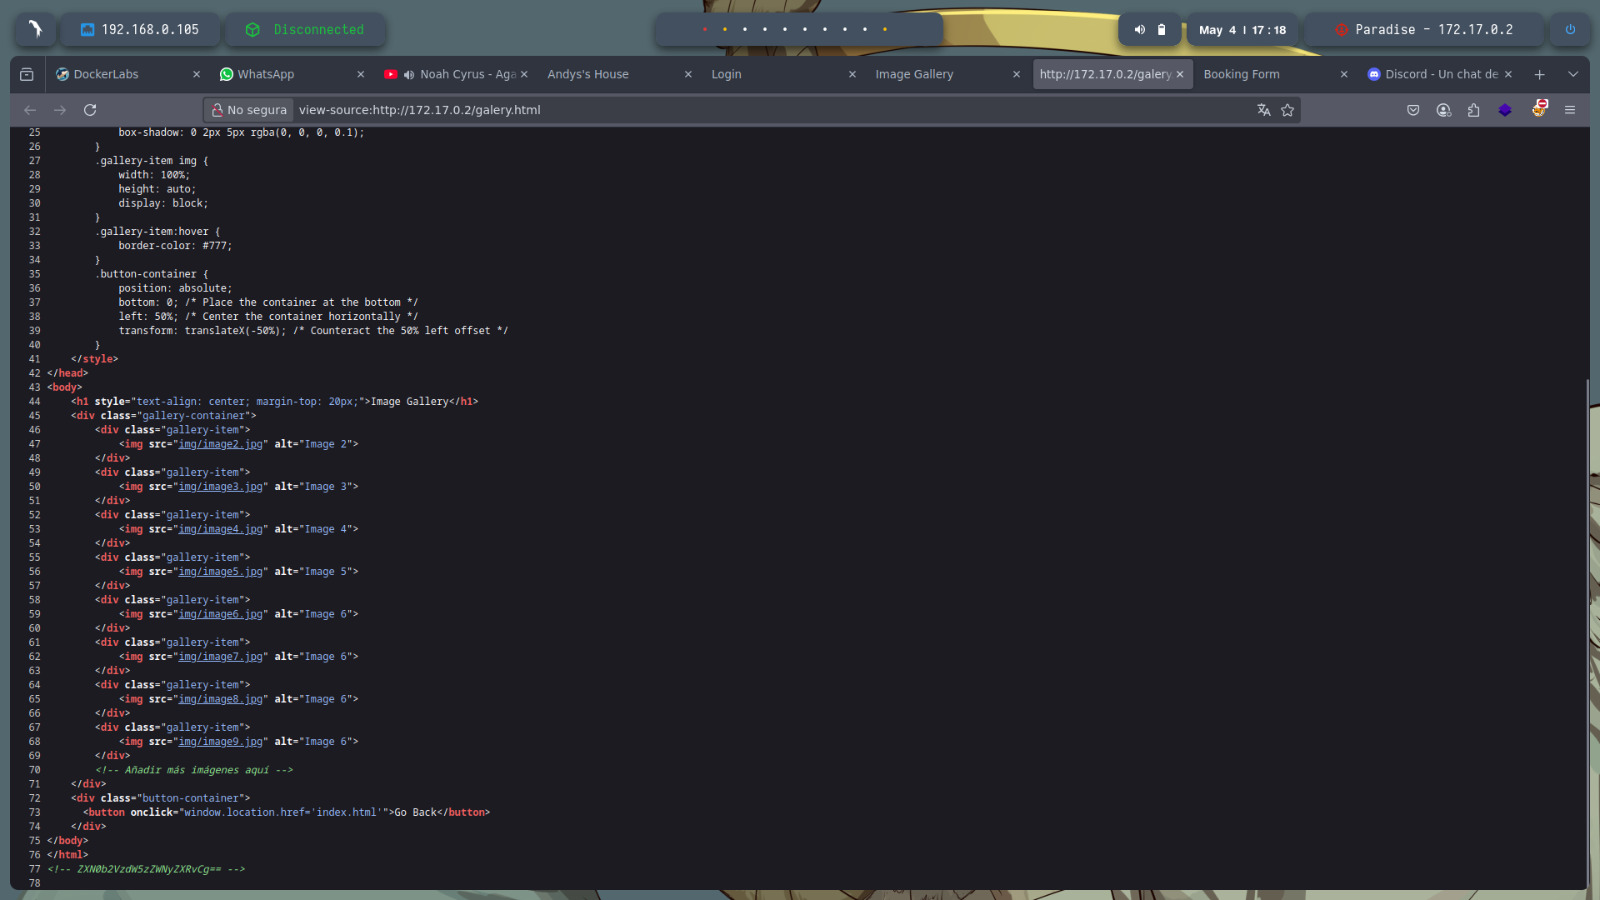 192.168.0.105
Disconnected
May 4 | 17:18
Paradise - 172.17.0.2
DockerLabs
WhatsApp
Noah Cyrus - Aga
Andys's House
Login
Image Gallery
http://172.17.0.2/galery
Booking Form
Discord - Un chat de
No segura view-source:http://172.17.0.2/galery.html
25 box-shadow: 0 2px 5px rgba(0, 0, 0, 0.1);
26 }
27 .gallery-item img {
28 width: 100%;
29 height: auto;
30 display: block;
31 }
32 .gallery-item:hover {
33 border-color: #777;
34 }
35 .button-container {
36 position: absolute;
37 bottom: 0; /* Place the container at the bottom */
38 left: 50%; /* Center the container horizontally */
39 transform: translateX(-50%); /* Counteract the 50% left offset */
40 }
41 </style>
42 </head>
43 <body>
44 <h1 style="text-align: center; margin-top: 20px;">Image Gallery</h1>
45 <div class="gallery-container">
46 <div class="gallery-item">
47 <img src="img/image2.jpg" alt="Image 2">
48 </div>
49 <div class="gallery-item">
50 <img src="img/image3.jpg" alt="Image 3">
51 </div>
52 <div class="gallery-item">
53 <img src="img/image4.jpg" alt="Image 4">
54 </div>
55 <div class="gallery-item">
56 <img src="img/image5.jpg" alt="Image 5">
57 </div>
58 <div class="gallery-item">
59 <img src="img/image6.jpg" alt="Image 6">
60 </div>
61 <div class="gallery-item">
62 <img src="img/image7.jpg" alt="Image 6">
63 </div>
64 <div class="gallery-item">
65 <img src="img/image8.jpg" alt="Image 6">
66 </div>
67 <div class="gallery-item">
68 <img src="img/image9.jpg" alt="Image 6">
69 </div>
70 <!-- Añadir más imágenes aquí -->
71 </div>
72 <div class="button-container">
73 <button onclick="window.location.href='index.html'">Go Back</button>
74 </div>
75 </body>
76 </html>
77 <!-- ZXN0b2VzdW5zZWNyZXRvCg== -->
78